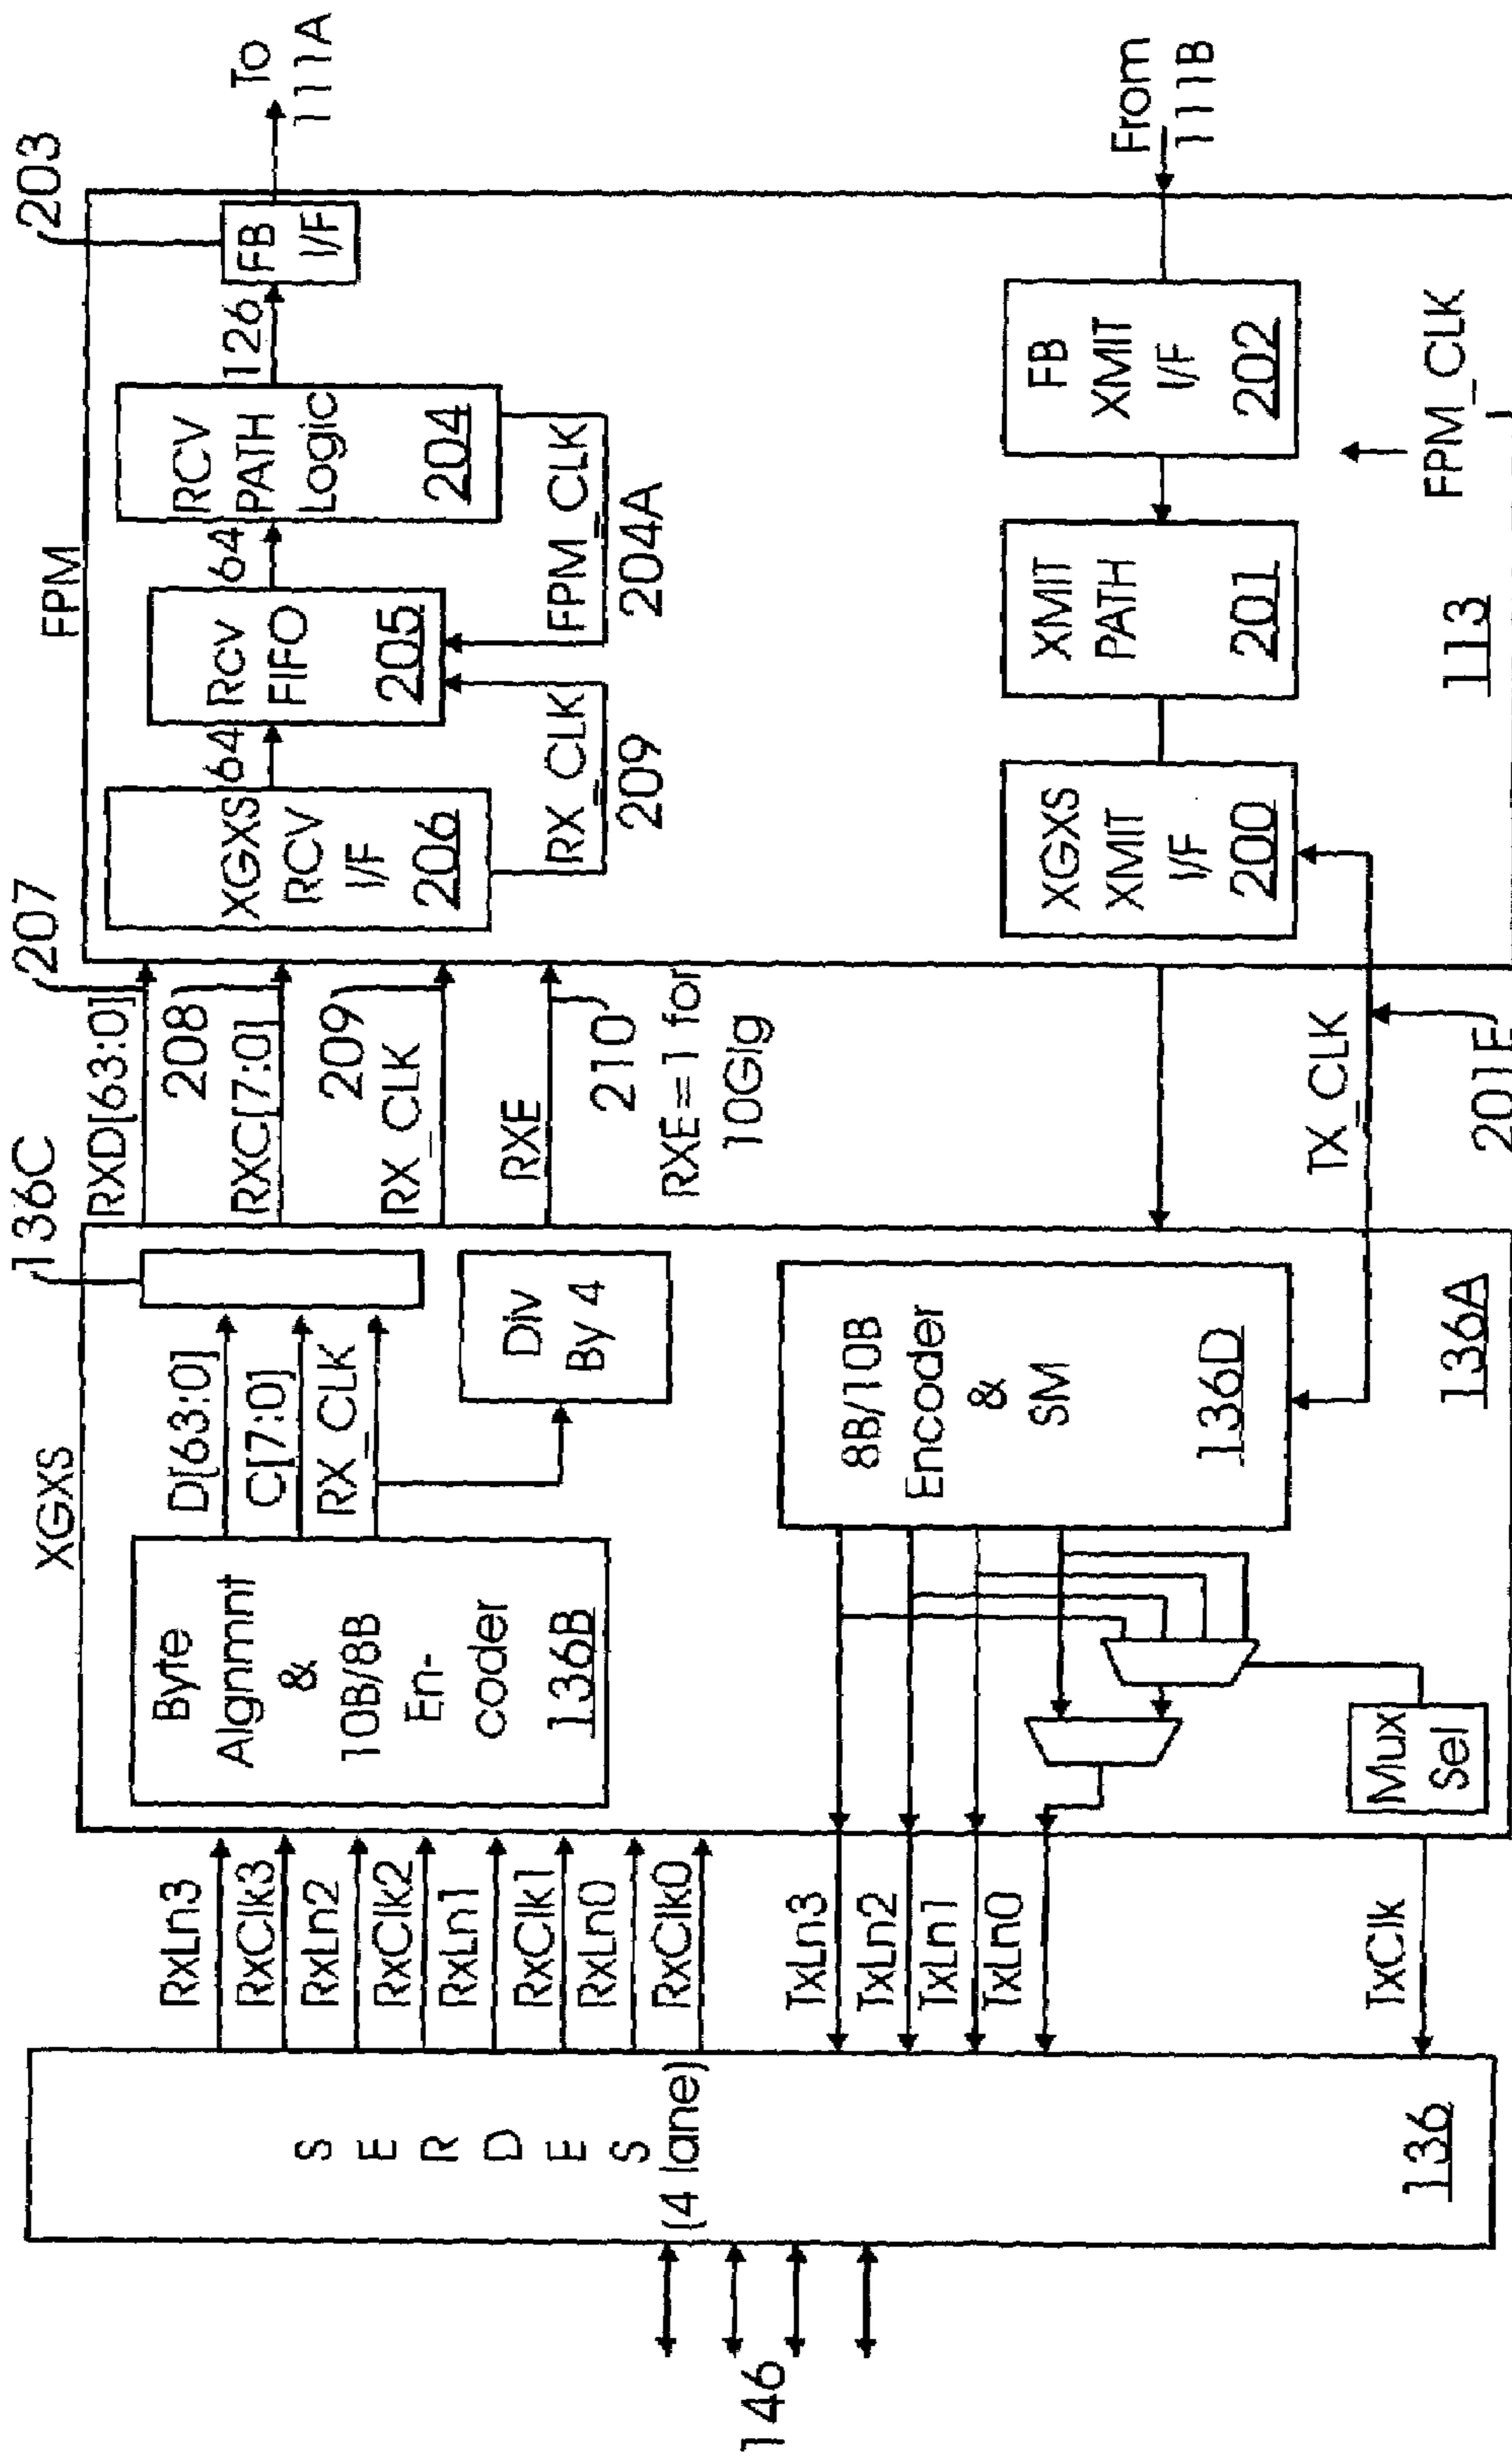 146
S
E
R
D
E
S
(4 lane)
136
RxLn3
RxClk3
RxLn2
RxClk2
RxLn1
RxClk1
RxLn0
RxClk0
TxLn3
TxLn2
TxLn1
TxLn0
TxClk
XGXS
Byte
Algnmnt
&
10B/8B
En-
coder
136B
D[63:0]
C[7:0]
RX_CLK
136C
Div
By 4
8B/10B
Encoder
&
SM
136D
Mux
Sel
136A
RXD[63:0]
207
208
RXC[7:0]
209
RX_CLK
RXE
210
RXE=1 for
10Gig
TX_CLK
FPM
XGXS
RCV
I/F
206
64
Rcv
FIFO
205
64
RCV
PATH
Logic
204
126
FB
I/F
203
To
111A
RX_CLK
209
FPM_CLK
204A
XGXS
XMIT
I/F
200
XMIT
PATH
201
FB
XMIT
I/F
202
From
111B
113
FPM_CLK